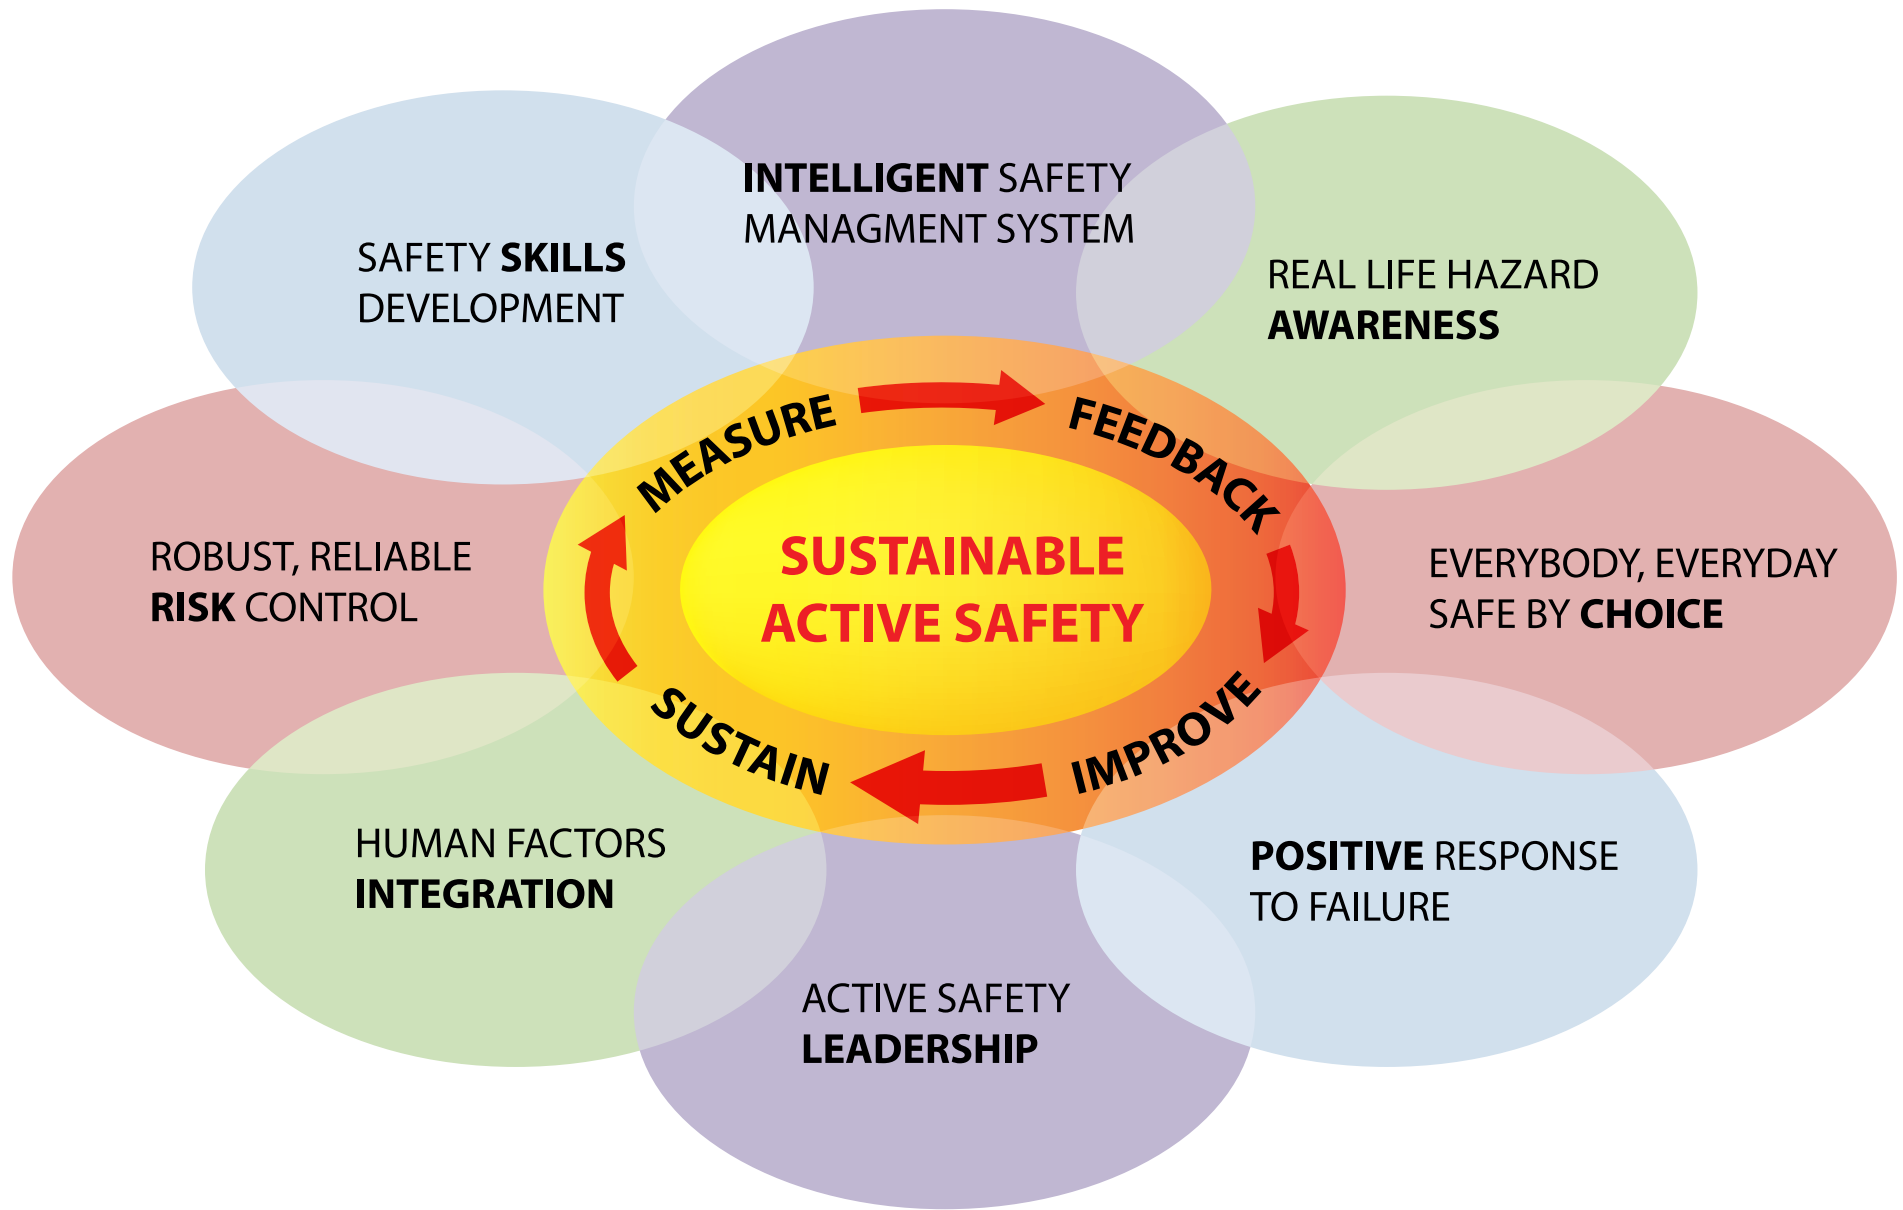 INTELLIGENT SAFETY
MANAGMENT SYSTEM
SAFETY SKILLS
DEVELOPMENT
REAL LIFE HAZARD
AWARENESS
MEASURE
FEEDBACK
ROBUST, RELIABLE
RISK CONTROL
SUSTAINABLE
ACTIVE SAFETY
EVERYBODY, EVERYDAY
SAFE BY CHOICE
SUSTAIN
IMPROVE
HUMAN FACTORS
INTEGRATION
POSITIVE RESPONSE
TO FAILURE
ACTIVE SAFETY
LEADERSHIP